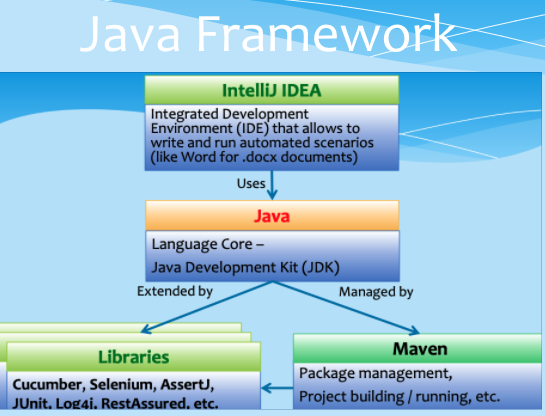 Java Framework
IntelliJ IDEA
Integrated Development
Environment (IDE) that allows to
write and run automated scenarios
(like Word for .docx documents)
Uses
Java
Language Core –
Java Development Kit (JDK)
Extended by
Managed by
Libraries
Cucumber, Selenium, AssertJ,
JUnit, Log4j, RestAssured, etc.
Maven
Package management,
Project building / running, etc.